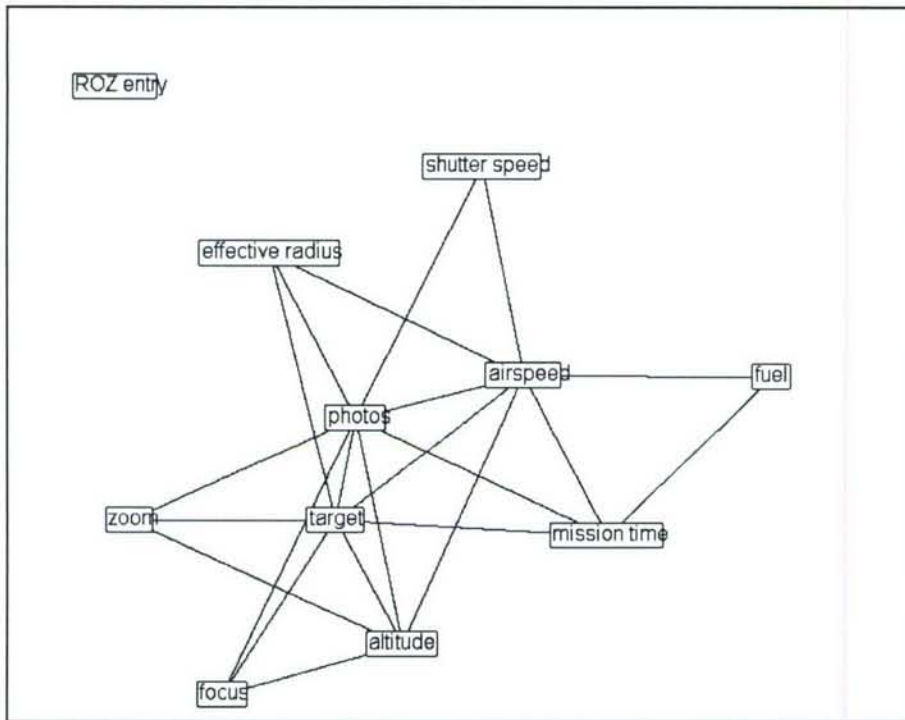 ROZ entry
shutter speed
effective radius
airspeed
fuel
photos
zoom
target
mission time
altitude
focus